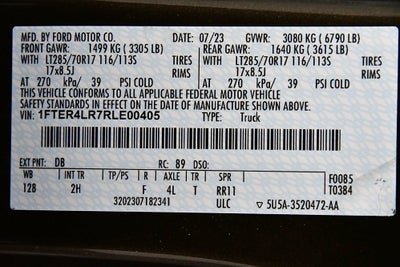 MFD. BY FORD MOTOR CO. 07/23 GVWR: 3080 KG (6790 LB)
FRONT GAWR: 1499 KG (3305 LB) REAR GAWR: 1640 KG (3615 LB)
WITH LT285/70R17 116/113S TIRES WITH LT285/70R17 116/113S TIRES
17x8.5J RIMS 17x8.5J RIMS
AT 270 kPa/ 39 PSI COLD AT 270 kPa/ 39 PSI COLD
THIS VEHICLE CONFORMS TO ALL APPLICABLE FEDERAL MOTOR VEHICLE
SAFETY AND THEFT PREVENTION STANDARDS IN EFFECT ON THE DATE OF MANUFACTURE SHOWN ABOVE.
VIN: 1FTER4LR7RLE00405 TYPE: Truck
EXT PNT: DB RC: 89 DSO: F0085
WB INT TR TP/PS R AXLE TR SPR T0384
128 2H F 4L T RR11
3202307182341 ULC ▽ 5U5A-3520472-AA